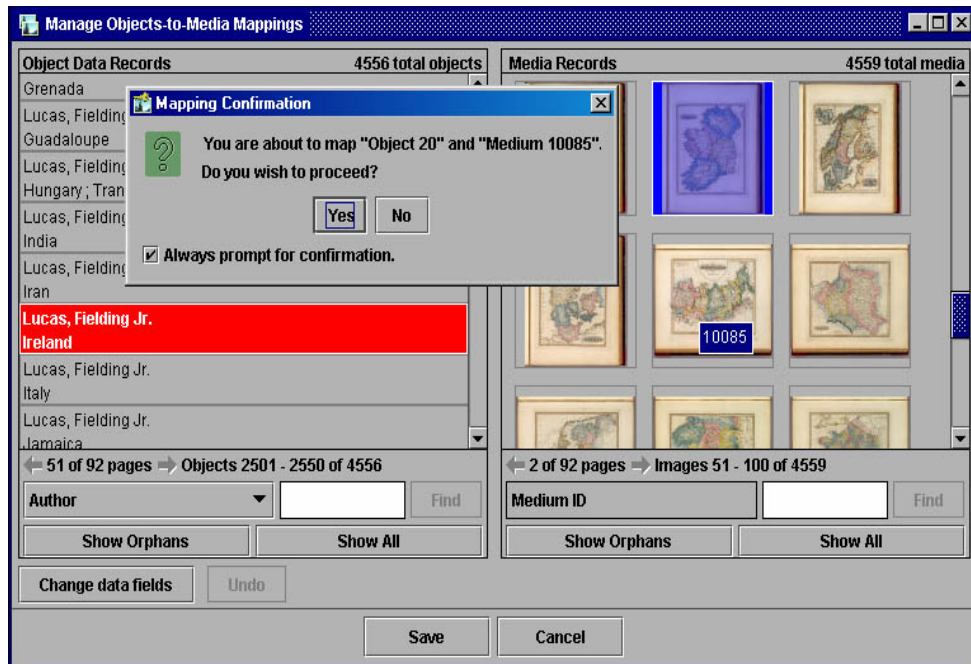 Manage Objects-to-Media Mappings
Object Data Records 4556 total objects
Grenada
Lucas, Fielding
Guadaloupe
Lucas, Fielding
Hungary ; Tran
Lucas, Fielding
India
Lucas, Fielding
Iran
Lucas, Fielding Jr.
Ireland
Lucas, Fielding Jr.
Italy
Lucas, Fielding Jr.
Jamaica
51 of 92 pages Objects 2501 - 2550 of 4556
Author Find
Show Orphans Show All
Mapping Confirmation
You are about to map "Object 20" and "Medium 10085".
Do you wish to proceed?
Yes No
Always prompt for confirmation.
Media Records 4559 total media
10085
2 of 92 pages Images 51 - 100 of 4559
Medium ID Find
Show Orphans Show All
Change data fields Undo
Save Cancel